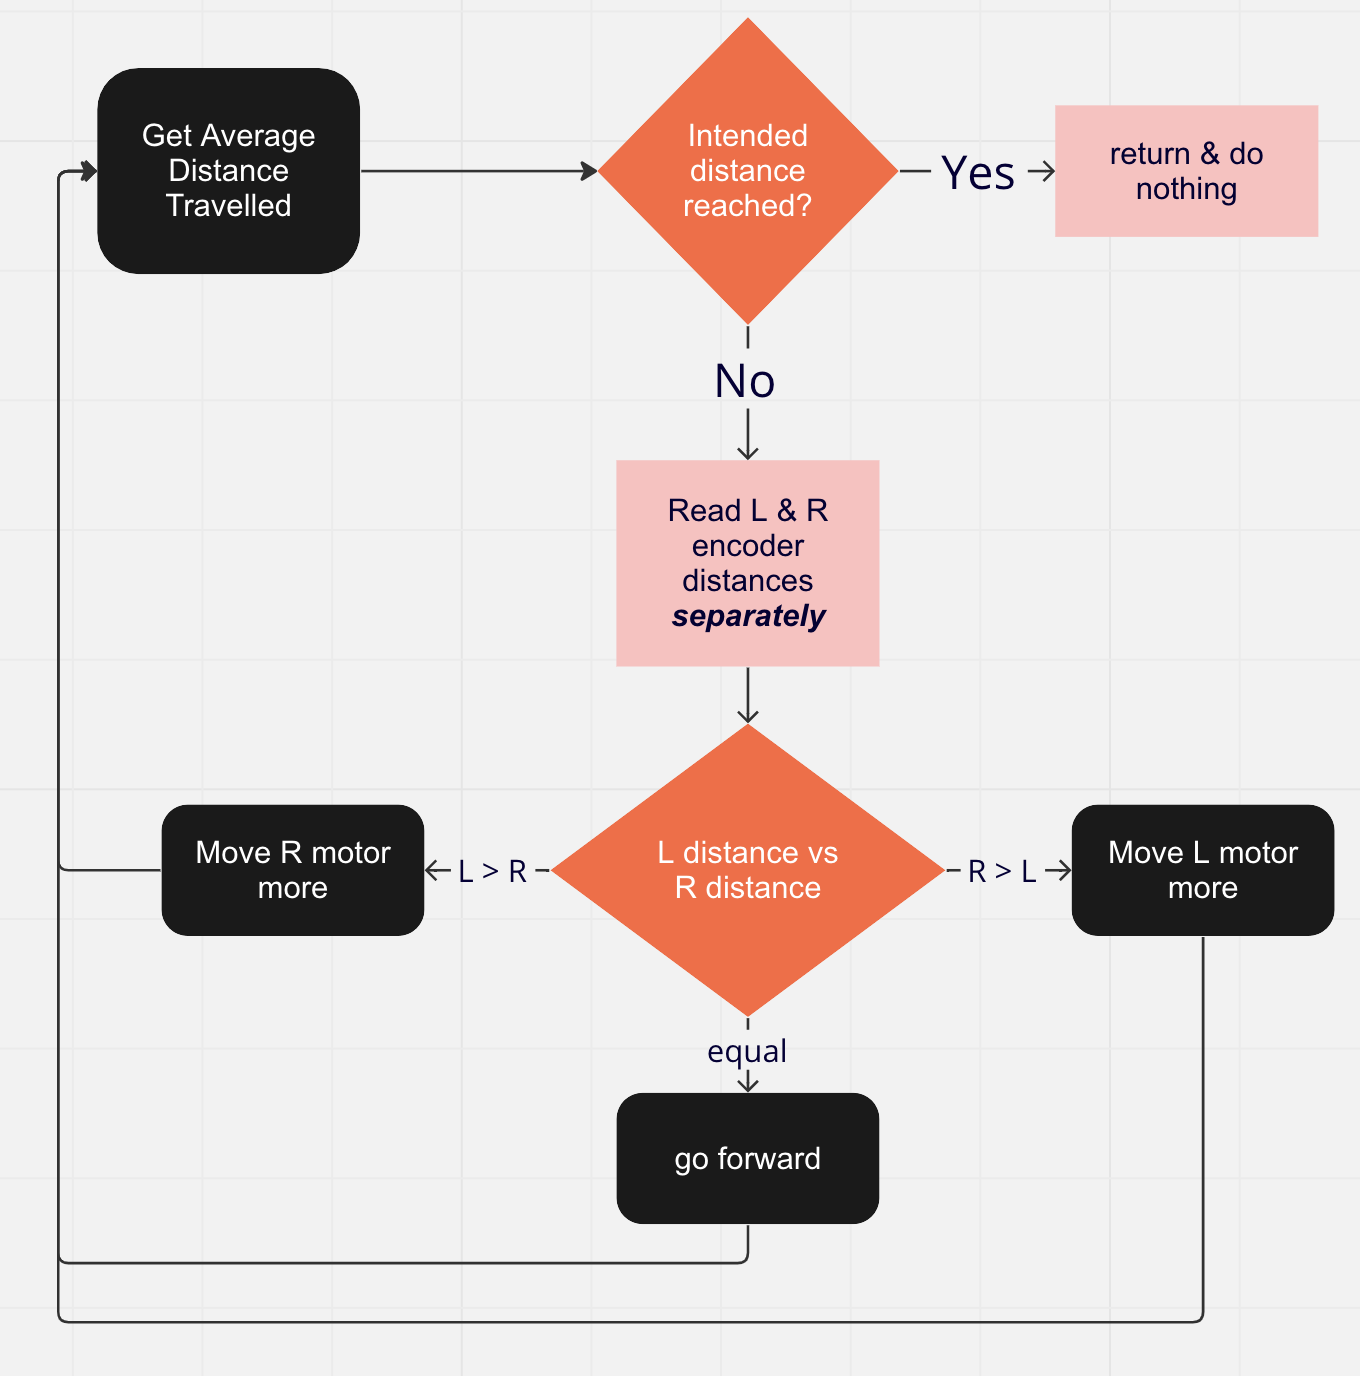 Get Average
Distance
Travelled
Intended
distance
reached?
Yes
return & do
nothing
No
Read L & R
encoder
distances
separately
Move R motor
more
L > R
L distance vs
R distance
R > L
Move L motor
more
equal
go forward